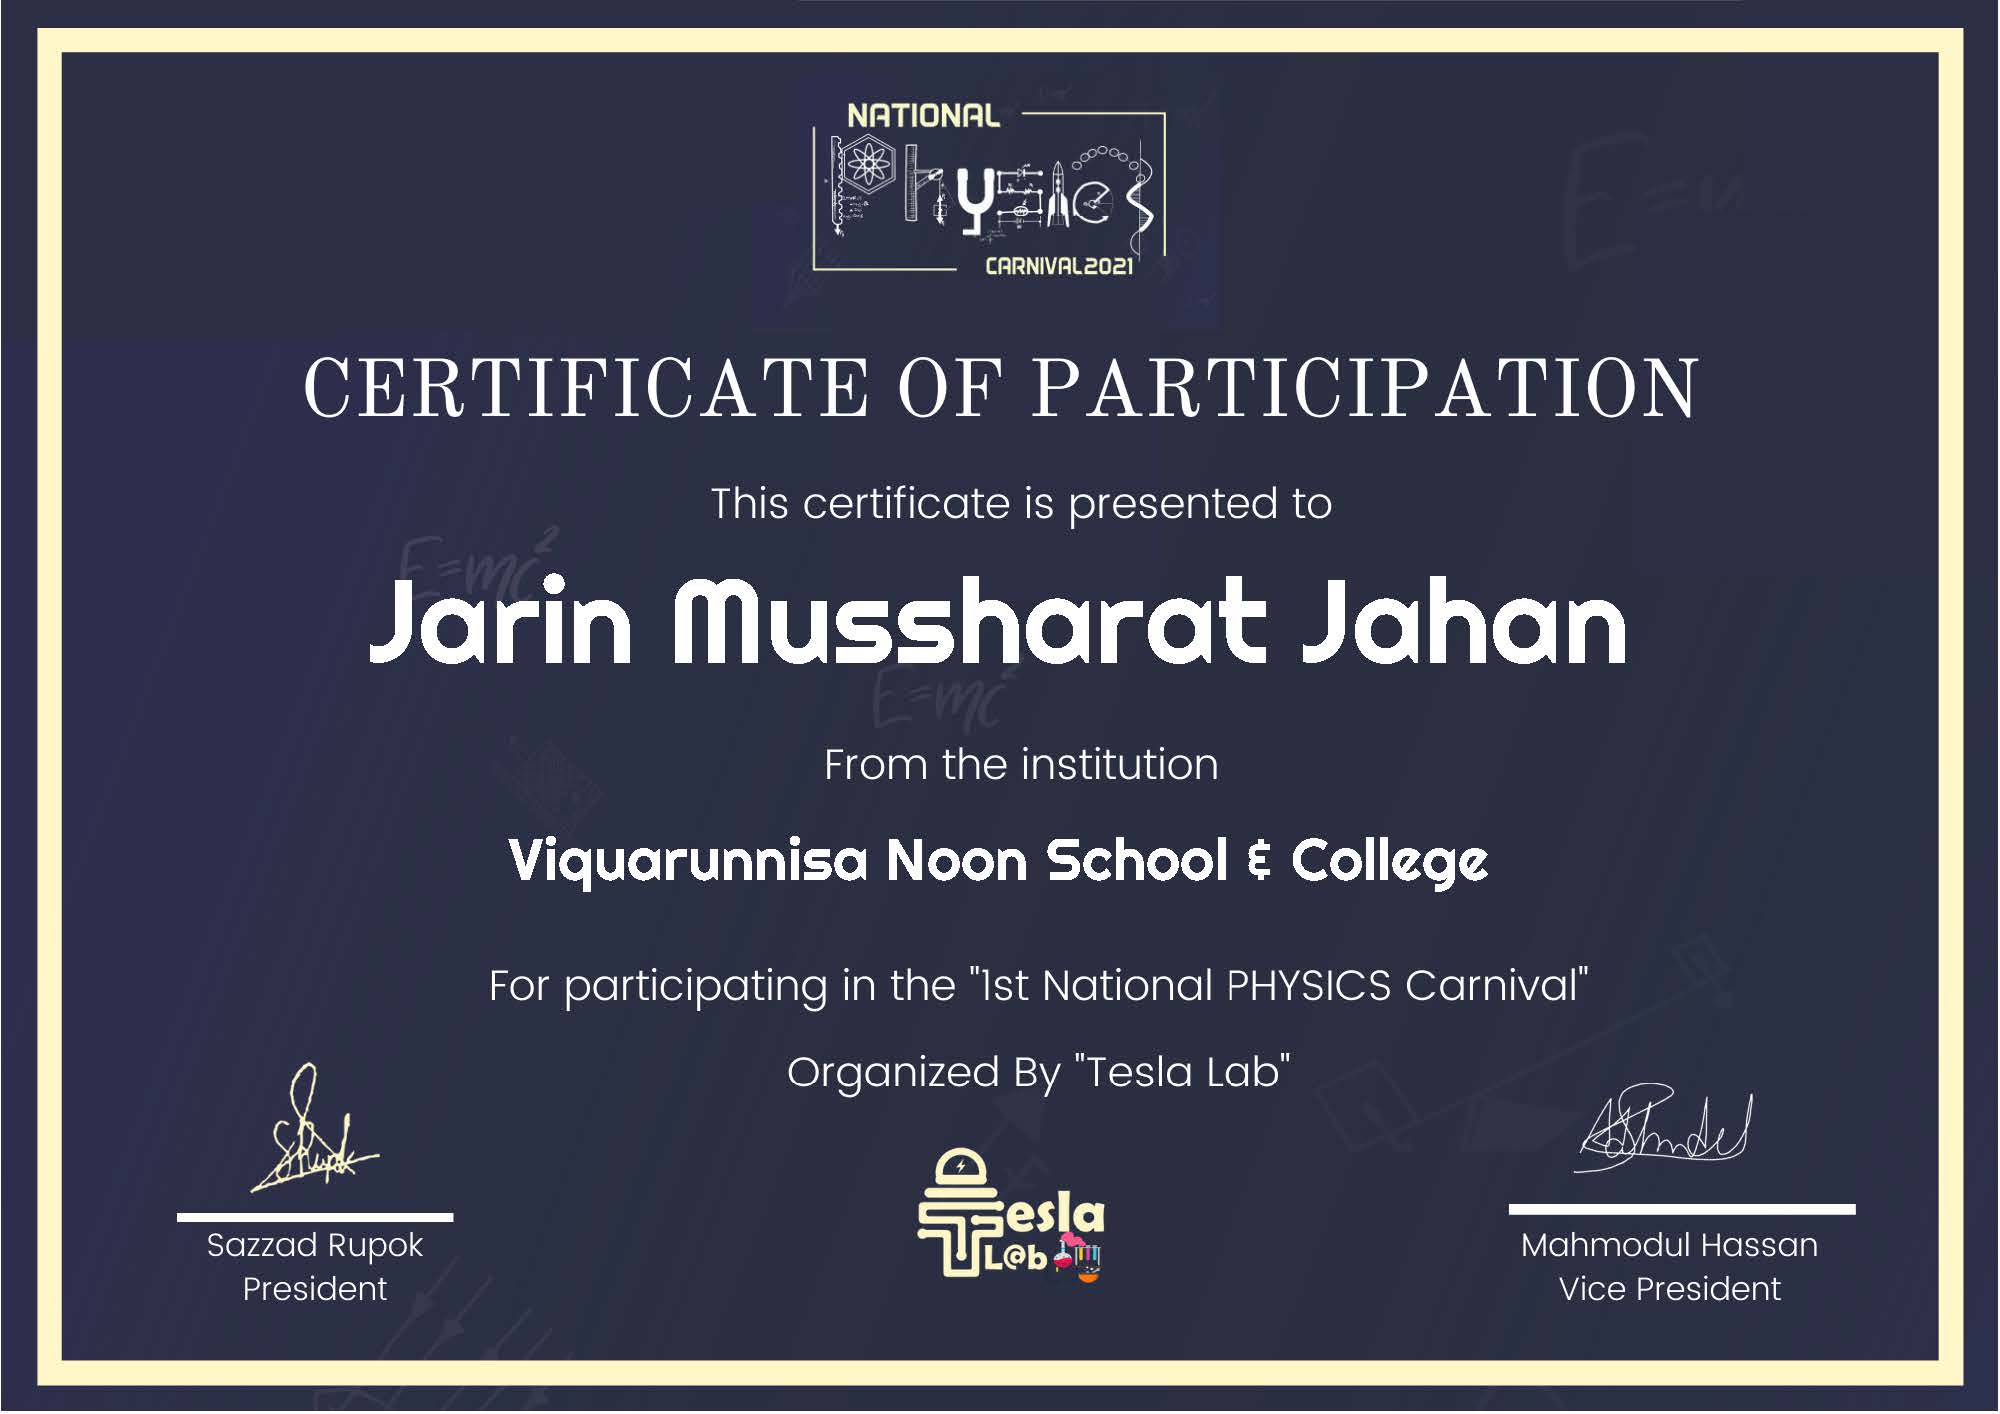 NATIONAL
Physics
CARNIVAL2021
CERTIFICATE OF PARTICIPATION
This certificate is presented to
E=mc²
Jarin Mussharat Jahan
E=mc²
From the institution
Viquarunnisa Noon School & College
For participating in the "1st National PHYSICS Carnival"
Organized By "Tesla Lab"
Tesla
L@b
Sazzad Rupok
President
Mahmodul Hassan
Vice President